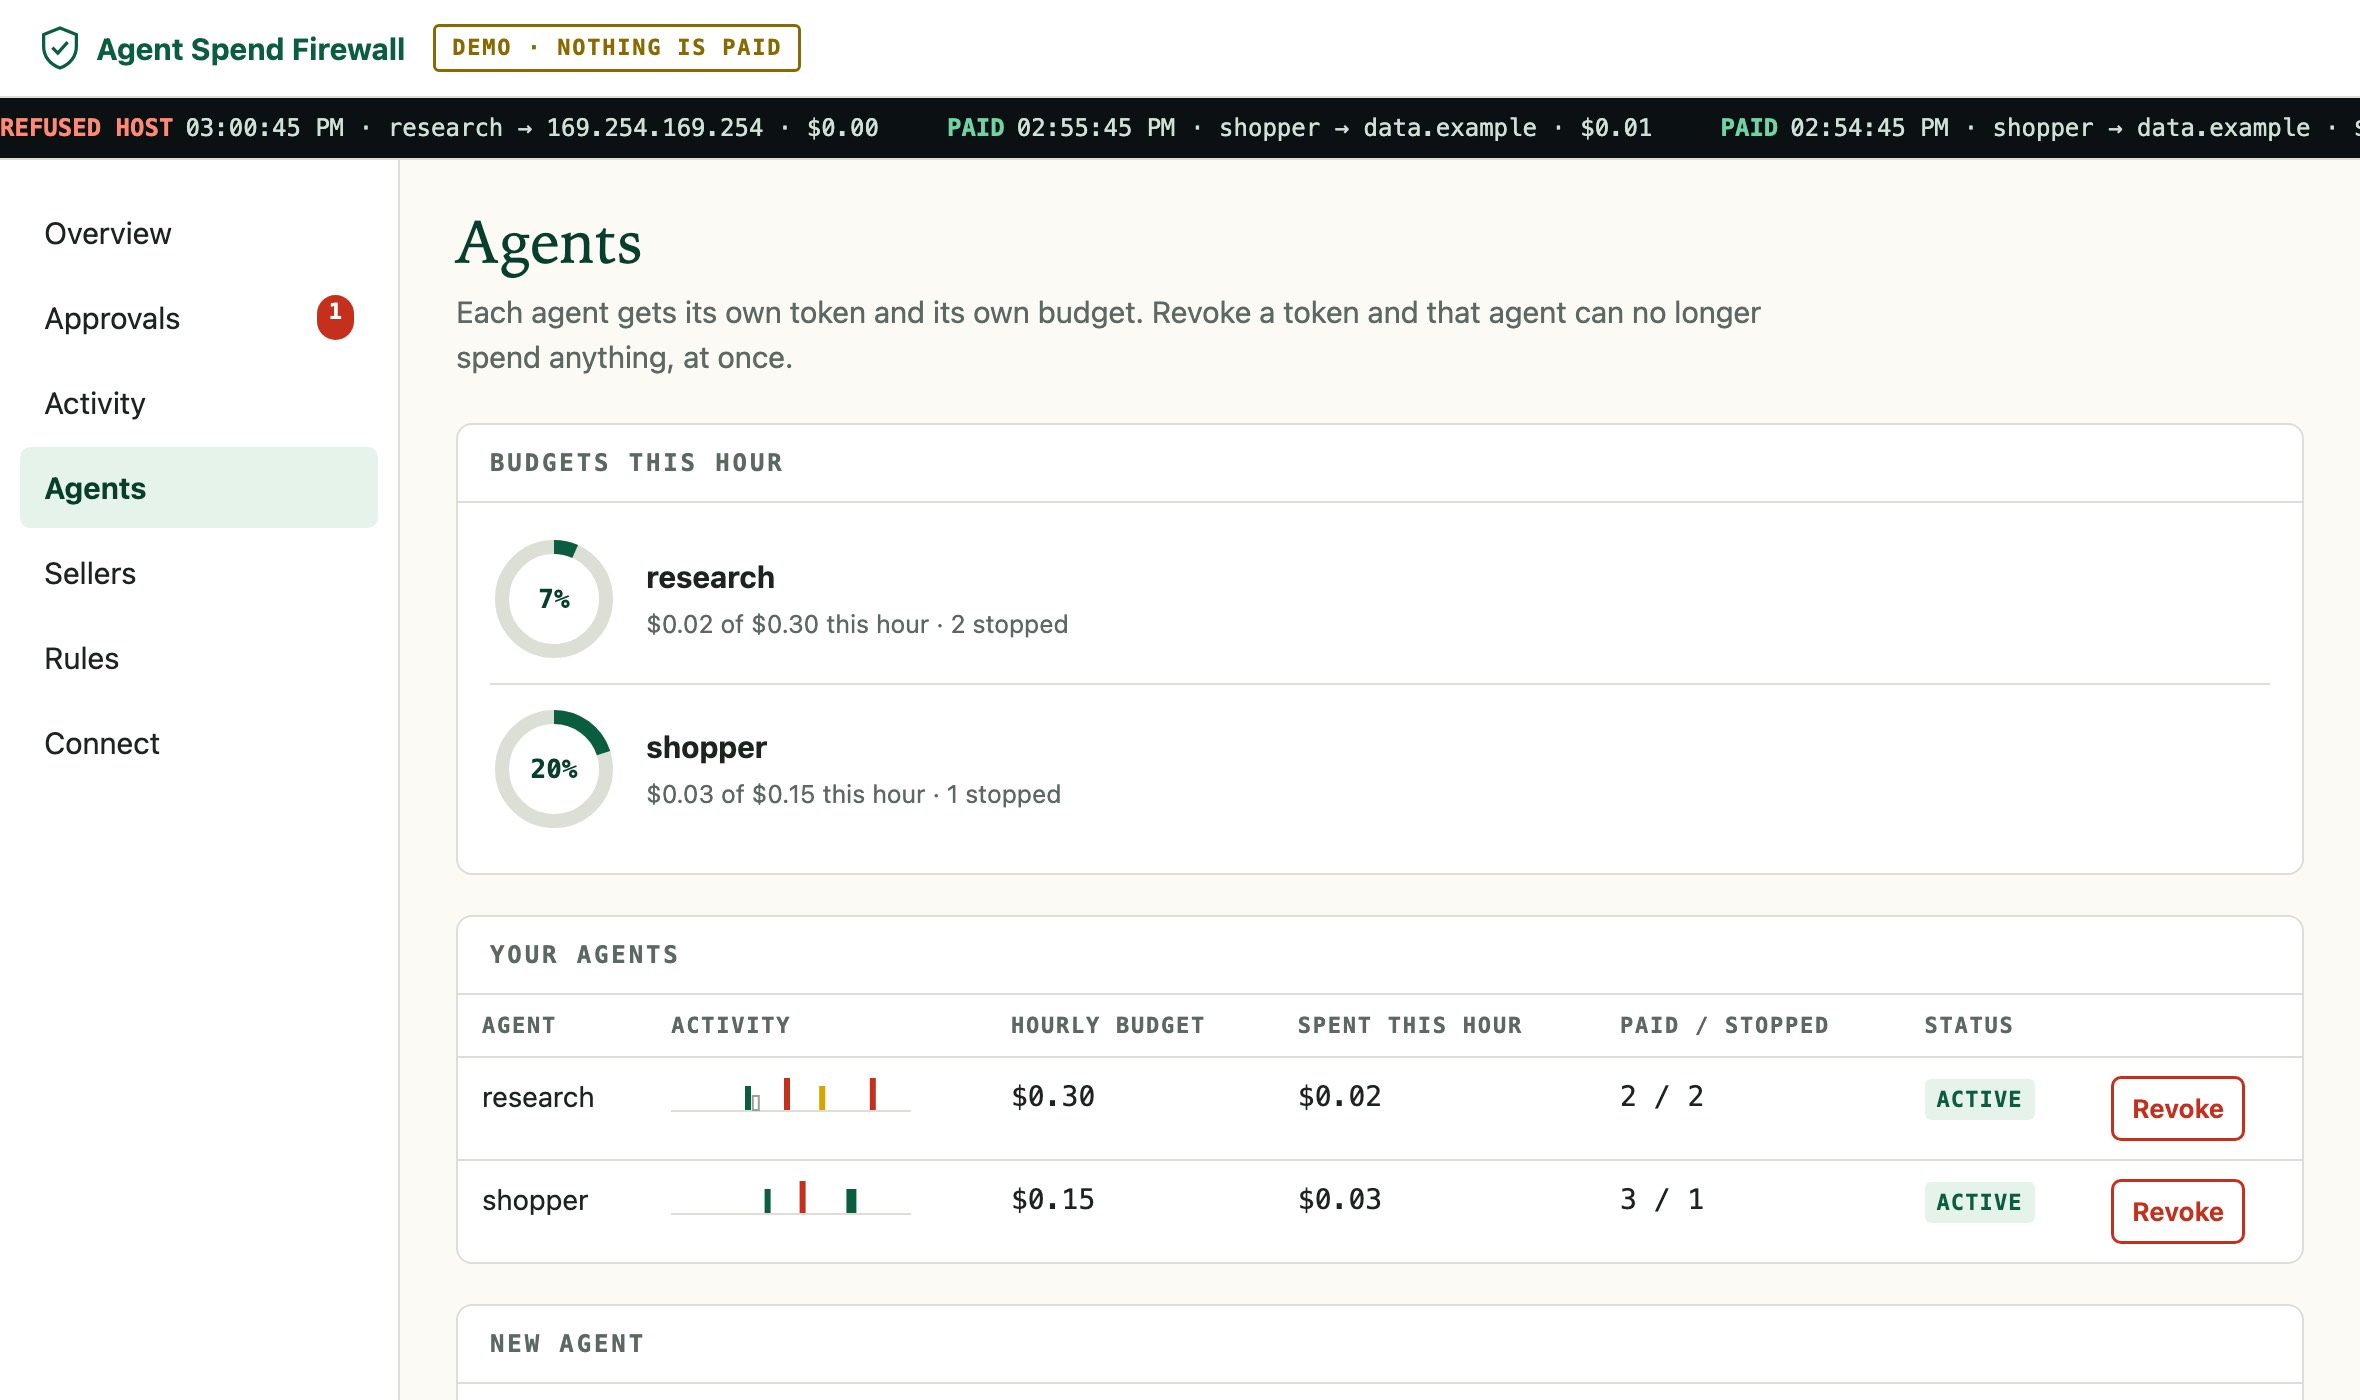 Agent Spend Firewall
DEMO · NOTHING IS PAID
REFUSED HOST 03:00:45 PM · research → 169.254.169.254 · $0.00 PAID 02:55:45 PM · shopper → data.example · $0.01 PAID 02:54:45 PM · shopper → data.example ·
Overview
Approvals 1
Activity
Agents
Sellers
Rules
Connect
Agents
Each agent gets its own token and its own budget. Revoke a token and that agent can no longer
spend anything, at once.
BUDGETS THIS HOUR
7%
research
$0.02 of $0.30 this hour · 2 stopped
20%
shopper
$0.03 of $0.15 this hour · 1 stopped
YOUR AGENTS
AGENT ACTIVITY HOURLY BUDGET SPENT THIS HOUR PAID / STOPPED STATUS
research $0.30 $0.02 2 / 2 ACTIVE Revoke
shopper $0.15 $0.03 3 / 1 ACTIVE Revoke
NEW AGENT